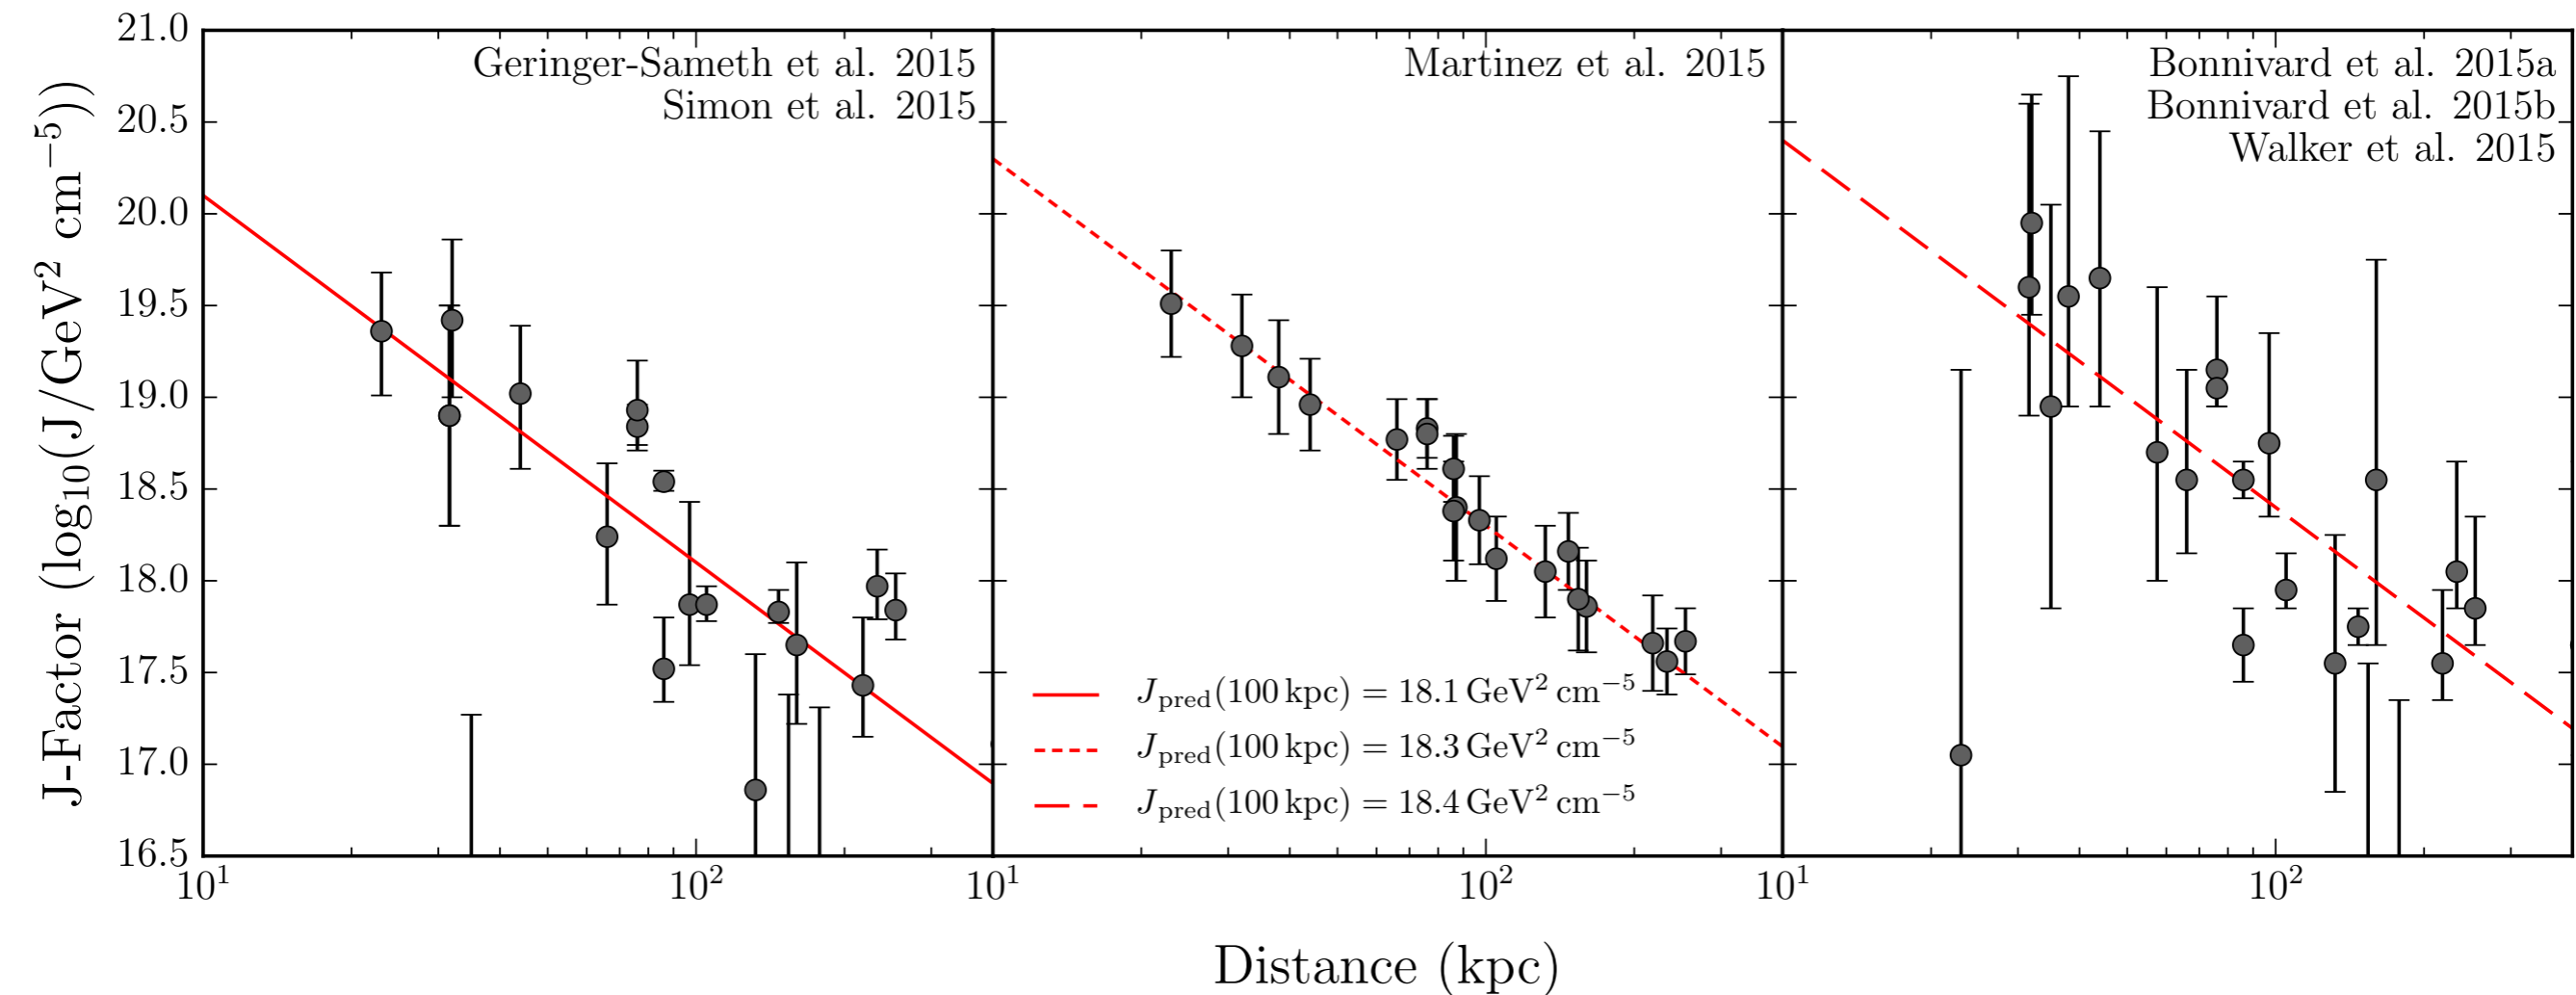 Geringer-Sameth et al. 2015
Simon et al. 2015
Martinez et al. 2015
Bonnivard et al. 2015a
Bonnivard et al. 2015b
Walker et al. 2015
J-Factor (log₁₀(J/GeV² cm⁻⁵))
21.0
20.5
20.0
19.5
19.0
18.5
18.0
17.5
17.0
16.5
J_pred(100 kpc) = 18.1 GeV² cm⁻⁵
J_pred(100 kpc) = 18.3 GeV² cm⁻⁵
J_pred(100 kpc) = 18.4 GeV² cm⁻⁵
10¹ 10² 10¹ 10² 10¹ 10²
Distance (kpc)